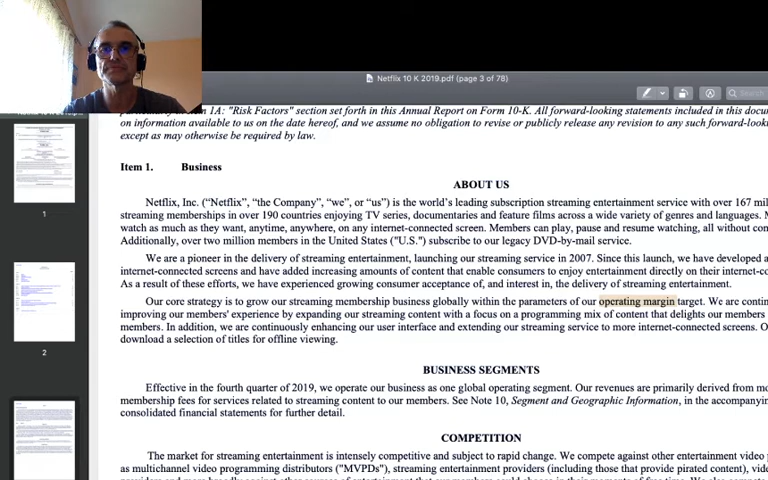 Netflix 10 K 2019.pdf (page 3 of 78)
Search
1A: "Risk Factors" section set forth in this Annual Report on Form 10-K. All forward-looking statements included in this docu
on information available to us on the date hereof, and we assume no obligation to revise or publicly release any revision to any such forward-looki
except as may otherwise be required by law.
Item 1. Business
ABOUT US
Netflix, Inc. (“Netflix”, “the Company”, “we”, or “us”) is the world’s leading subscription streaming entertainment service with over 167 mil
streaming memberships in over 190 countries enjoying TV series, documentaries and feature films across a wide variety of genres and languages. M
watch as much as they want, anytime, anywhere, on any internet-connected screen. Members can play, pause and resume watching, all without con
Additionally, over two million members in the United States ("U.S.") subscribe to our legacy DVD-by-mail service.
We are a pioneer in the delivery of streaming entertainment, launching our streaming service in 2007. Since this launch, we have developed a
internet-connected screens and have added increasing amounts of content that enable consumers to enjoy entertainment directly on their internet-co
As a result of these efforts, we have experienced growing consumer acceptance of, and interest in, the delivery of streaming entertainment.
Our core strategy is to grow our streaming membership business globally within the parameters of our operating margin target. We are contin
improving our members' experience by expanding our streaming content with a focus on a programming mix of content that delights our members
members. In addition, we are continuously enhancing our user interface and extending our streaming service to more internet-connected screens. O
download a selection of titles for offline viewing.
BUSINESS SEGMENTS
Effective in the fourth quarter of 2019, we operate our business as one global operating segment. Our revenues are primarily derived from mo
membership fees for services related to streaming content to our members. See Note 10, Segment and Geographic Information, in the accompanyin
consolidated financial statements for further detail.
COMPETITION
The market for streaming entertainment is intensely competitive and subject to rapid change. We compete against other entertainment video p
as multichannel video programming distributors ("MVPDs"), streaming entertainment providers (including those that provide pirated content), vide
1
2